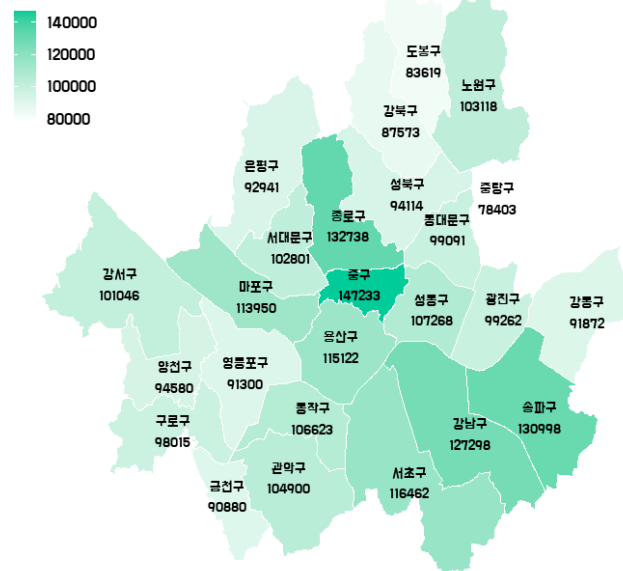 140000
120000
100000
80000
도봉구
83619
노원구
103118
강북구
87573
은평구
92941
성북구
94114
중랑구
78403
종로구
132738
동대문구
99091
서대문구
102801
강서구
101046
마포구
113950
중구
147233
성동구
107268
광진구
99262
강동구
91872
용산구
115122
양천구
94580
영등포구
91300
구로구
98015
동작구
106623
강남구
127298
송파구
130998
금천구
90880
관악구
104900
서초구
116462